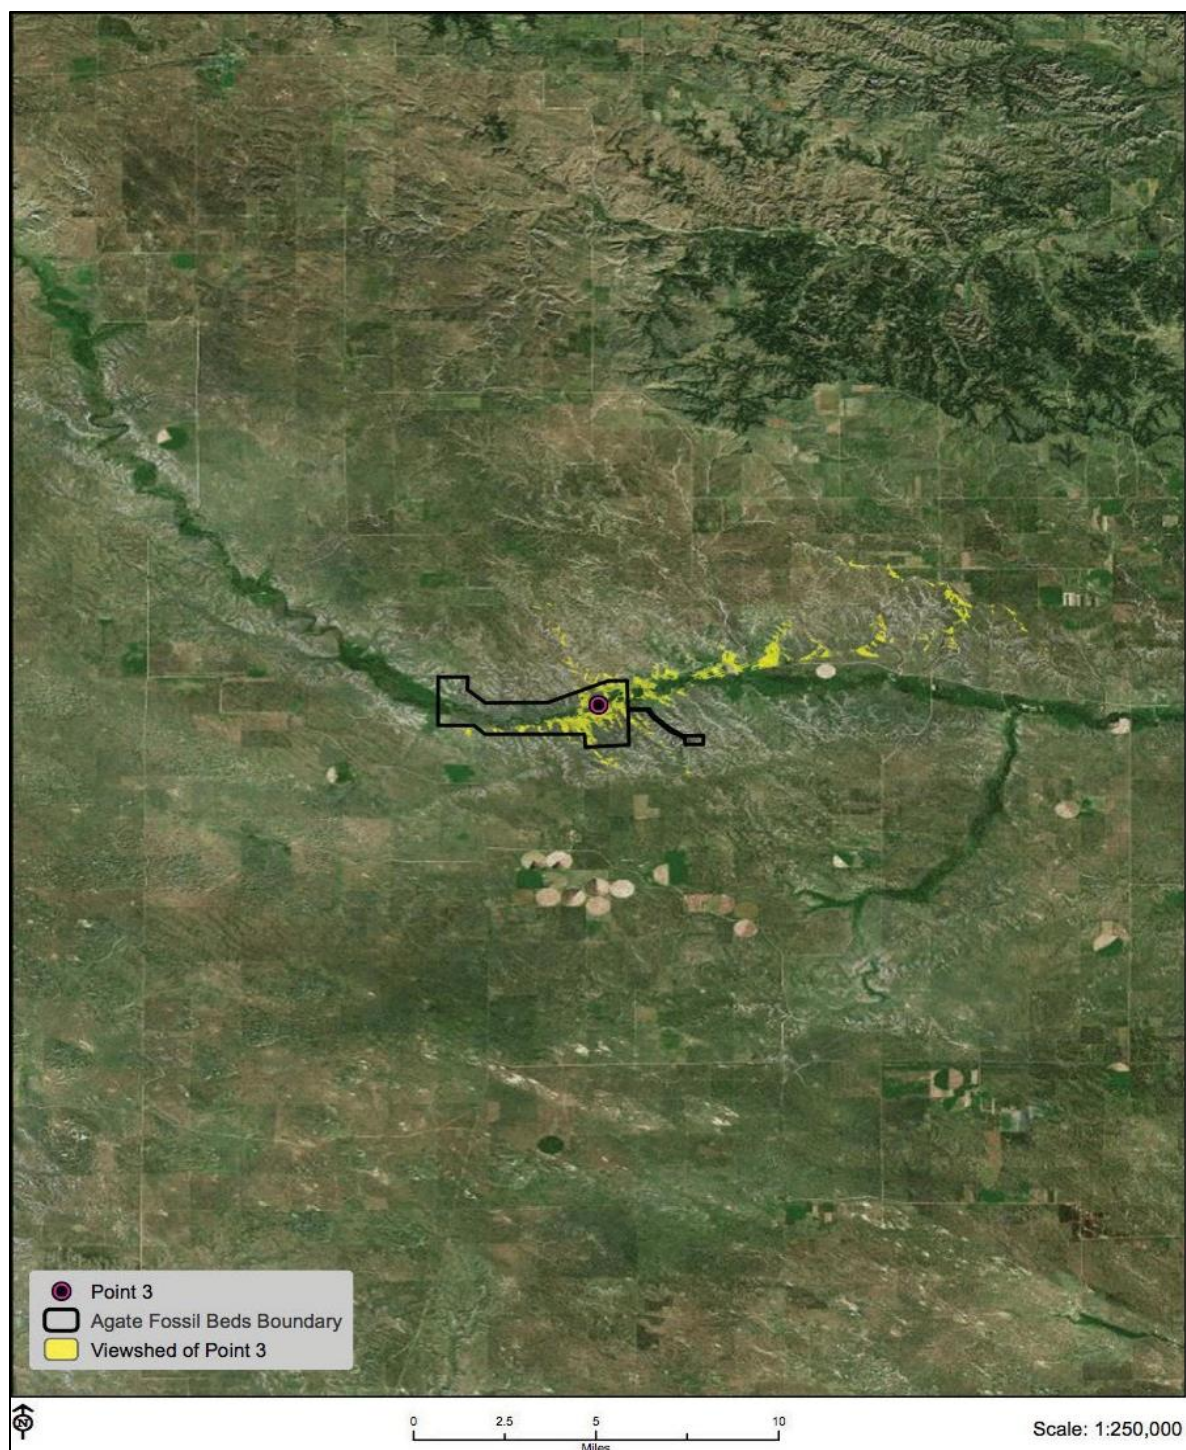 Point 3
Agate Fossil Beds Boundary
Viewshed of Point 3
N
0 2.5 5 10
Miles
Scale: 1:250,000